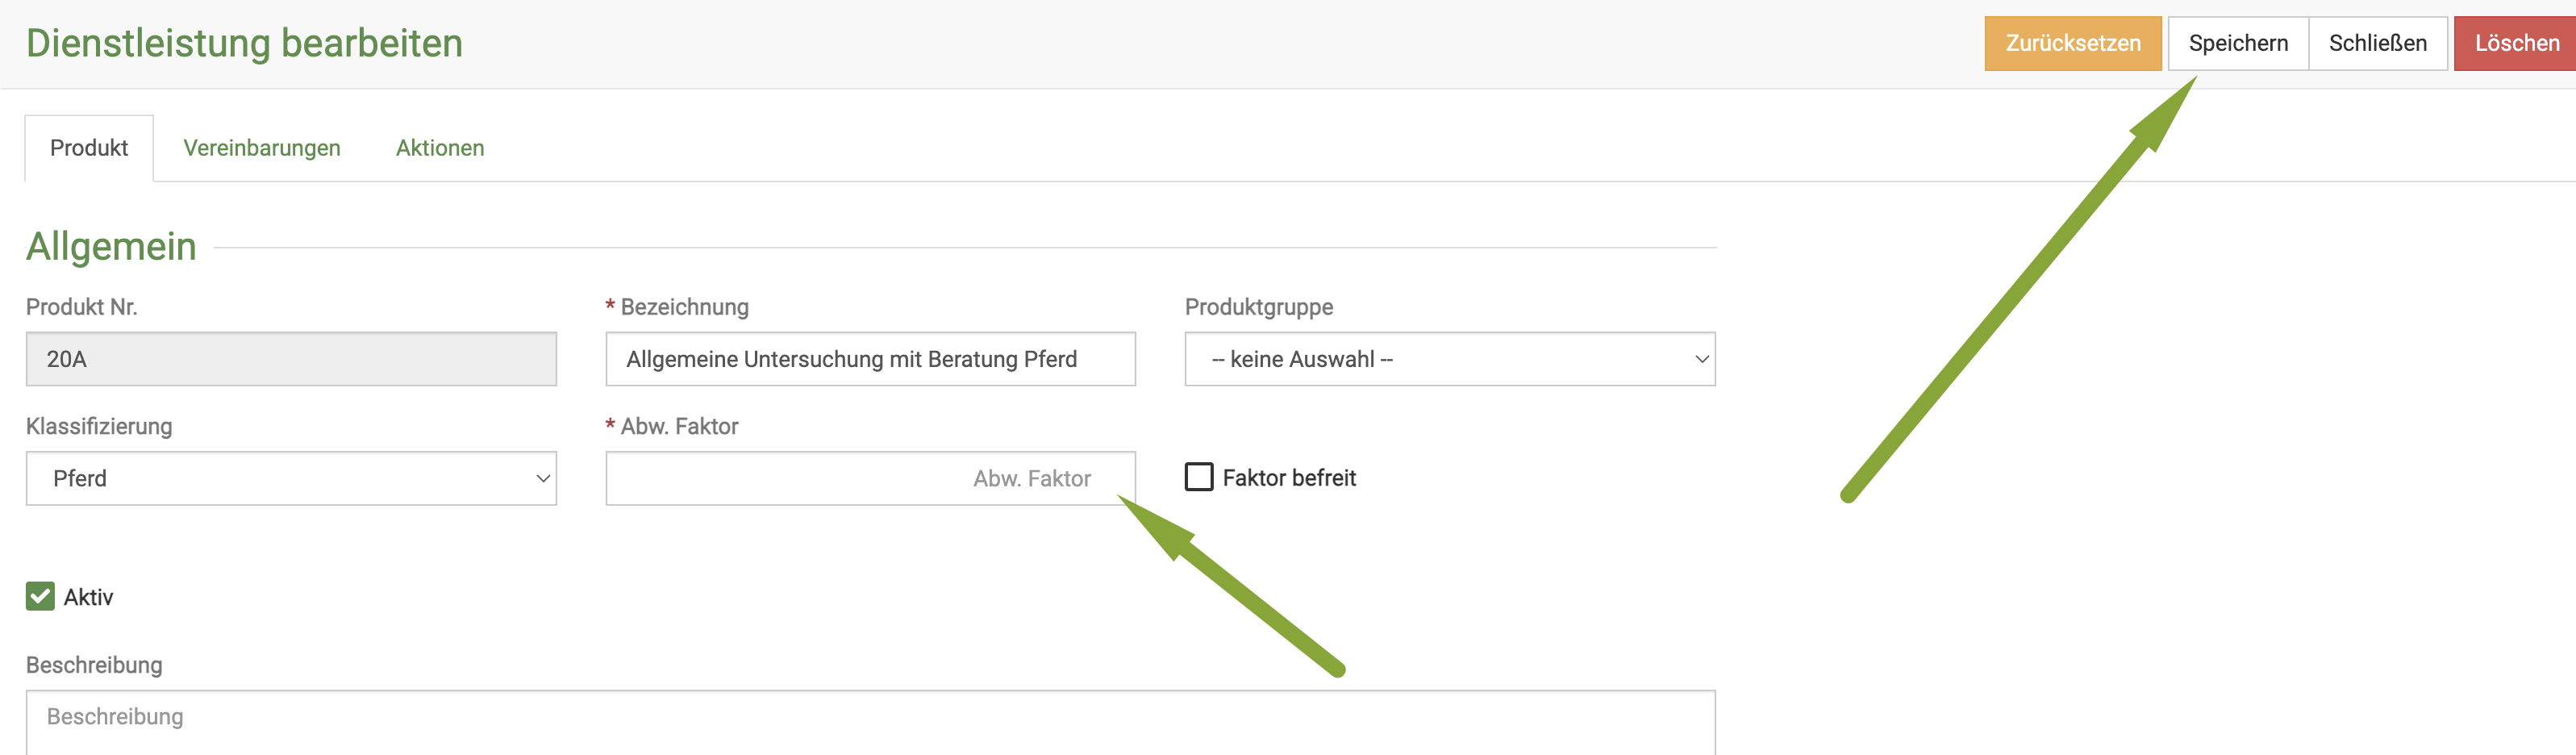 Dienstleistung bearbeiten
Zurücksetzen Speichern Schließen Löschen
Produkt Vereinbarungen Aktionen
Allgemein
Produkt Nr. * Bezeichnung Produktgruppe
20A Allgemeine Untersuchung mit Beratung Pferd -- keine Auswahl --
Klassifizierung * Abw. Faktor
Pferd Abw. Faktor Faktor befreit
Aktiv
Beschreibung
Beschreibung